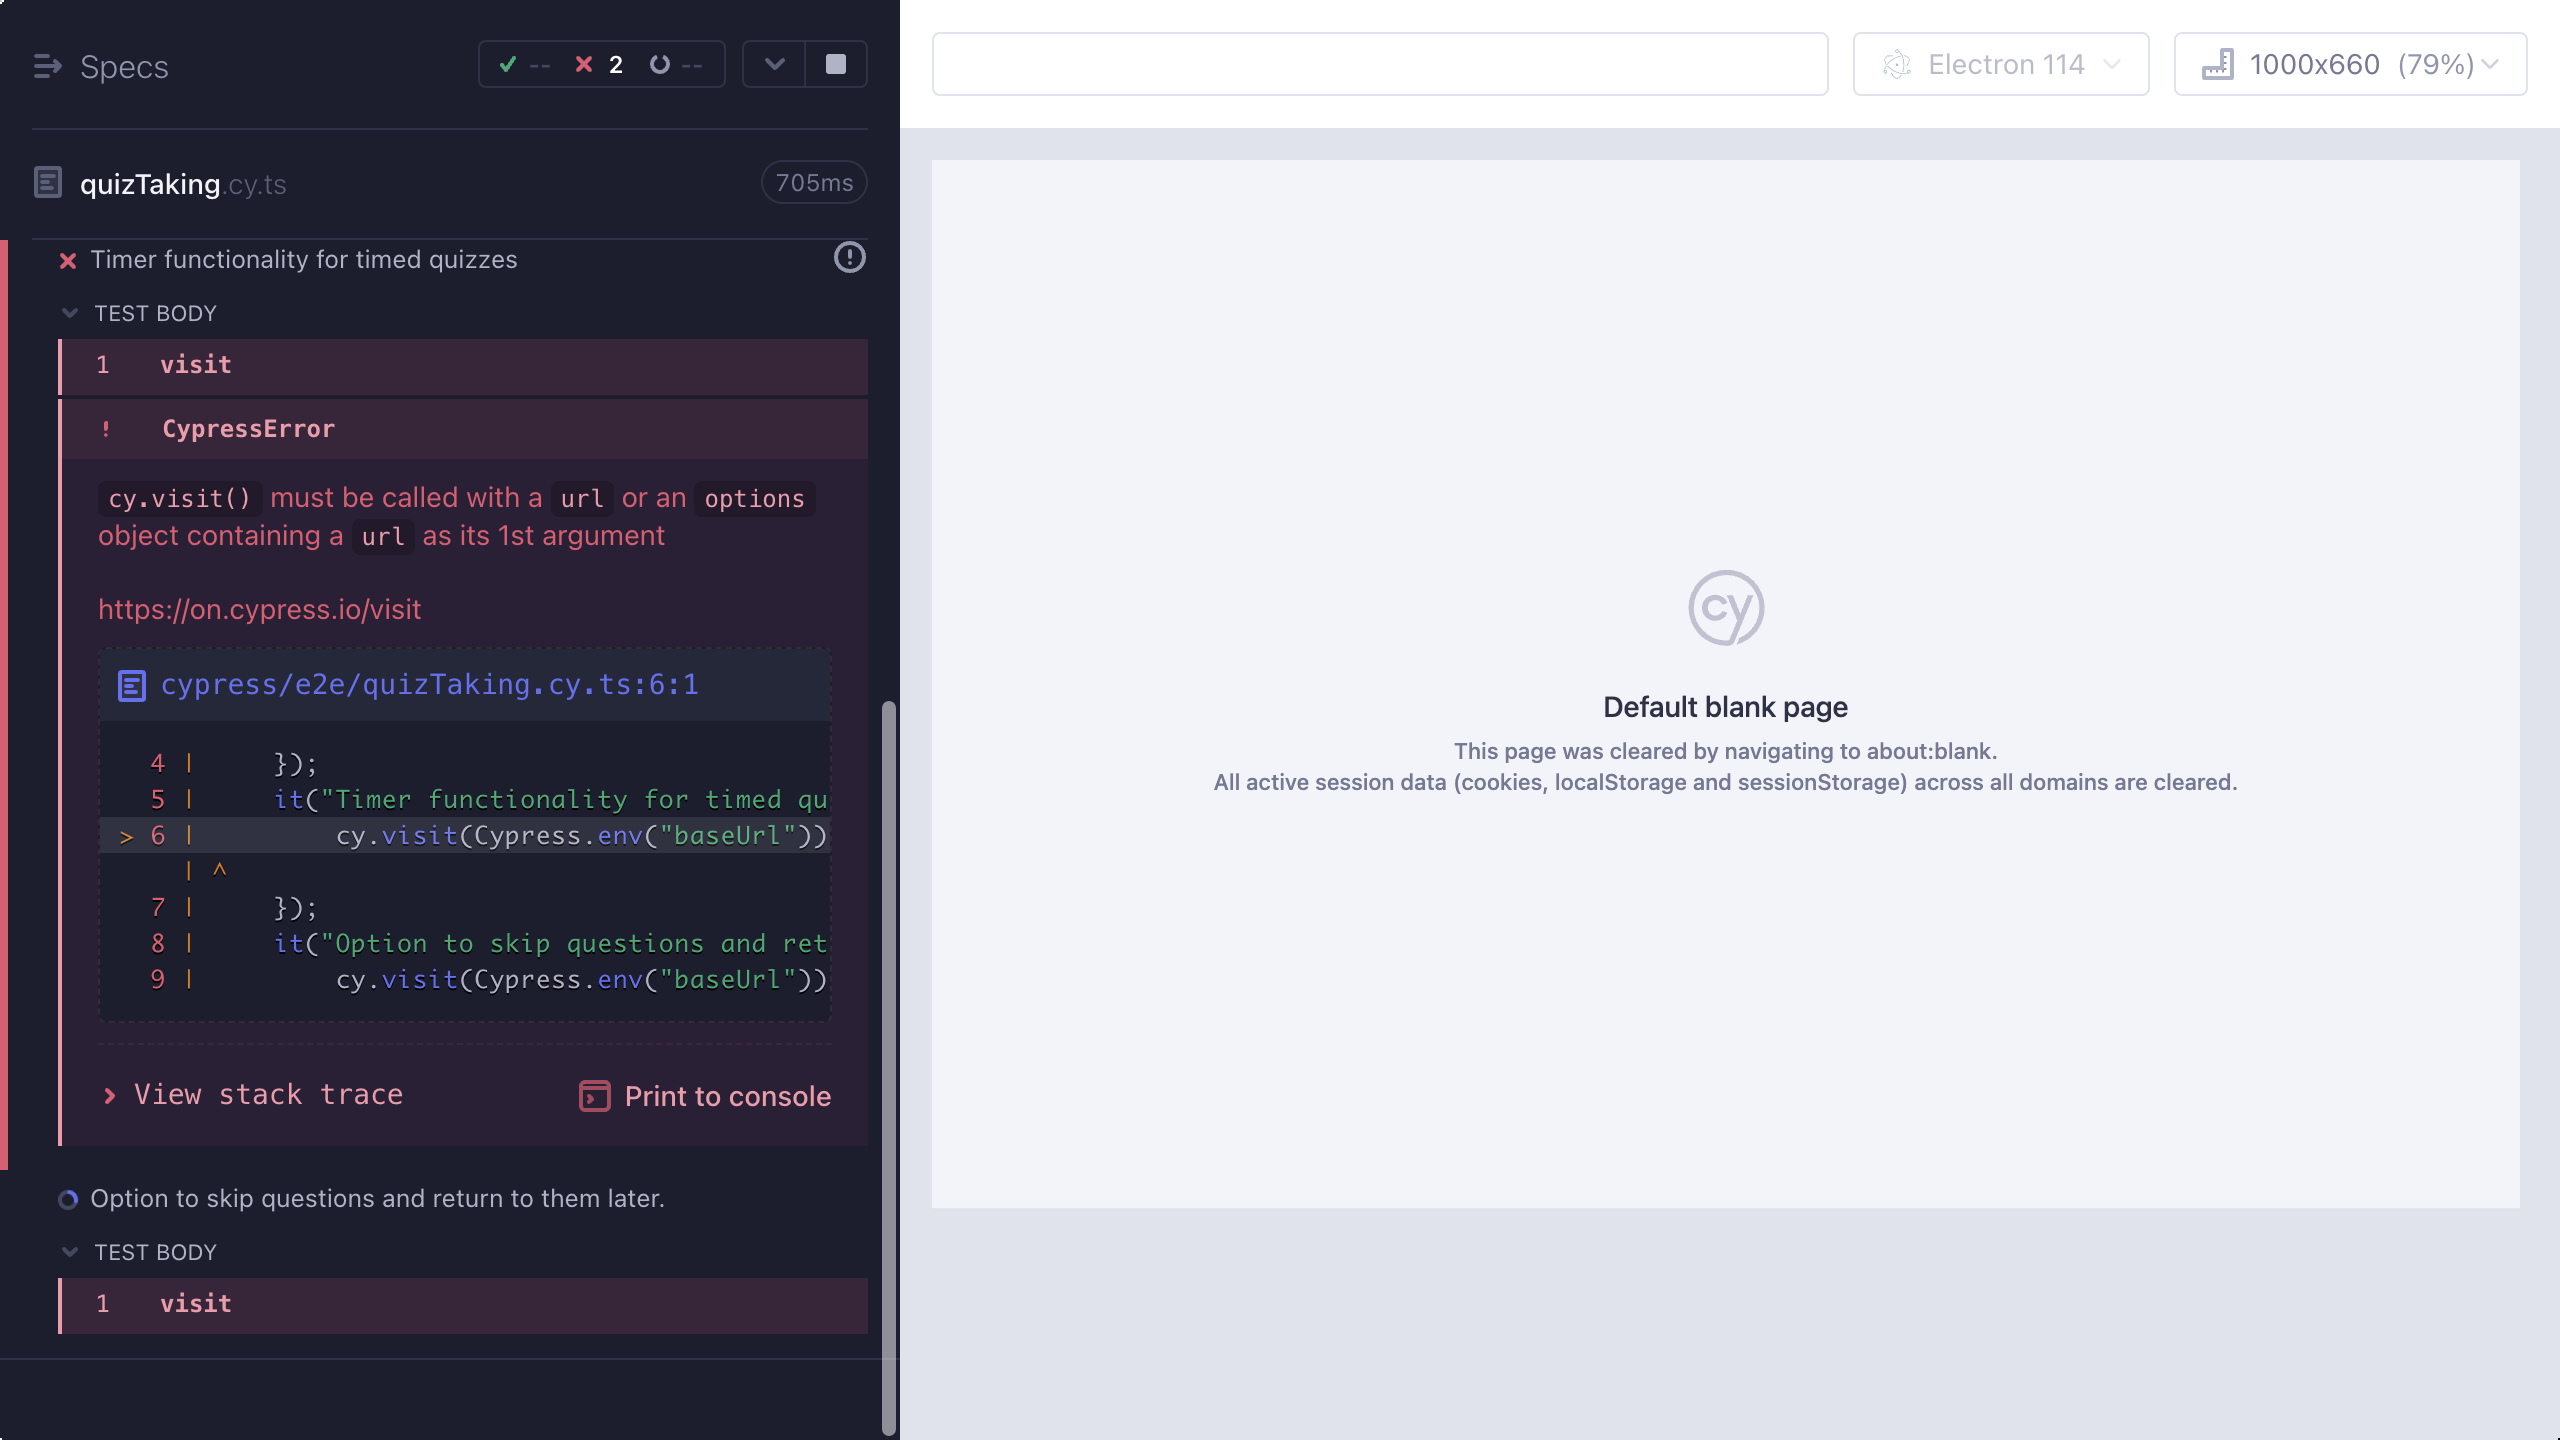 Specs
-- 2 --
quizTaking.cy.ts
705ms
Timer functionality for timed quizzes
TEST BODY
1 visit
! CypressError
cy.visit() must be called with a url or an options
object containing a url as its 1st argument
https://on.cypress.io/visit
cypress/e2e/quizTaking.cy.ts:6:1
4 | });
5 | it("Timer functionality for timed qu
> 6 | cy.visit(Cypress.env("baseUrl"))
| ^
7 | });
8 | it("Option to skip questions and ret
9 | cy.visit(Cypress.env("baseUrl"))
View stack trace
Print to console
Option to skip questions and return to them later.
TEST BODY
1 visit
Electron 114
1000x660 (79%)
cy
Default blank page
This page was cleared by navigating to about:blank.
All active session data (cookies, localStorage and sessionStorage) across all domains are cleared.